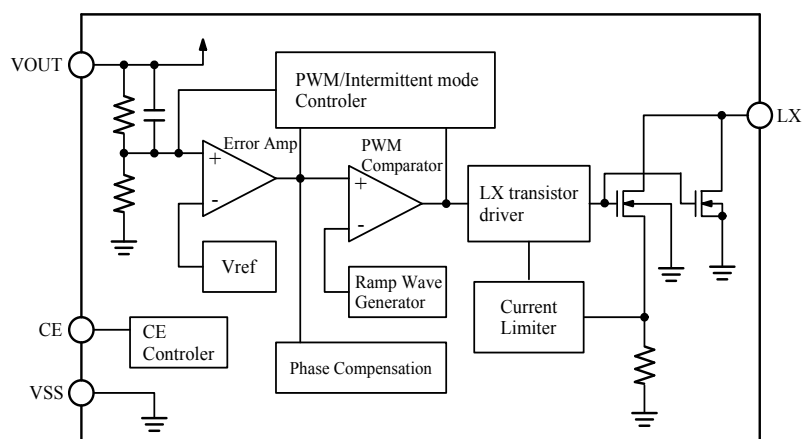 VOUT
PWM/Intermittent mode
Controler
LX
Error Amp
PWM
Comparator
+
-
+
-
LX transistor
driver
Vref
Ramp Wave
Generator
Current
Limiter
CE
CE
Controler
Phase Compensation
VSS